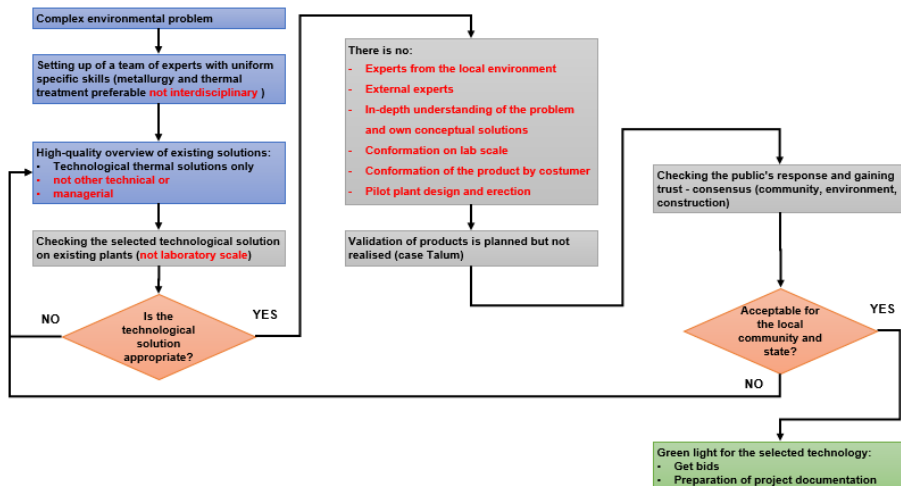 Complex environmental problem
Setting up of a team of experts with uniform
specific skills (metallurgy and thermal
treatment preferable not interdisciplinary )
High-quality overview of existing solutions:
- Technological thermal solutions only
- not other technical or
- managerial
Checking the selected technological solution
on existing plants (not laboratory scale)
NO
Is the
technological
solution
appropriate?
YES
There is no:
- Experts from the local environment
- External experts
- In-depth understanding of the problem
and own conceptual solutions
- Conformation on lab scale
- Conformation of the product by costumer
- Pilot plant design and erection
Validation of products is planned but not
realised (case Talum)
Checking the public's response and gaining
trust - consensus (community, environment,
construction)
Acceptable for
the local
community and
state?
YES
NO
Green light for the selected technology:
- Get bids
- Preparation of project documentation